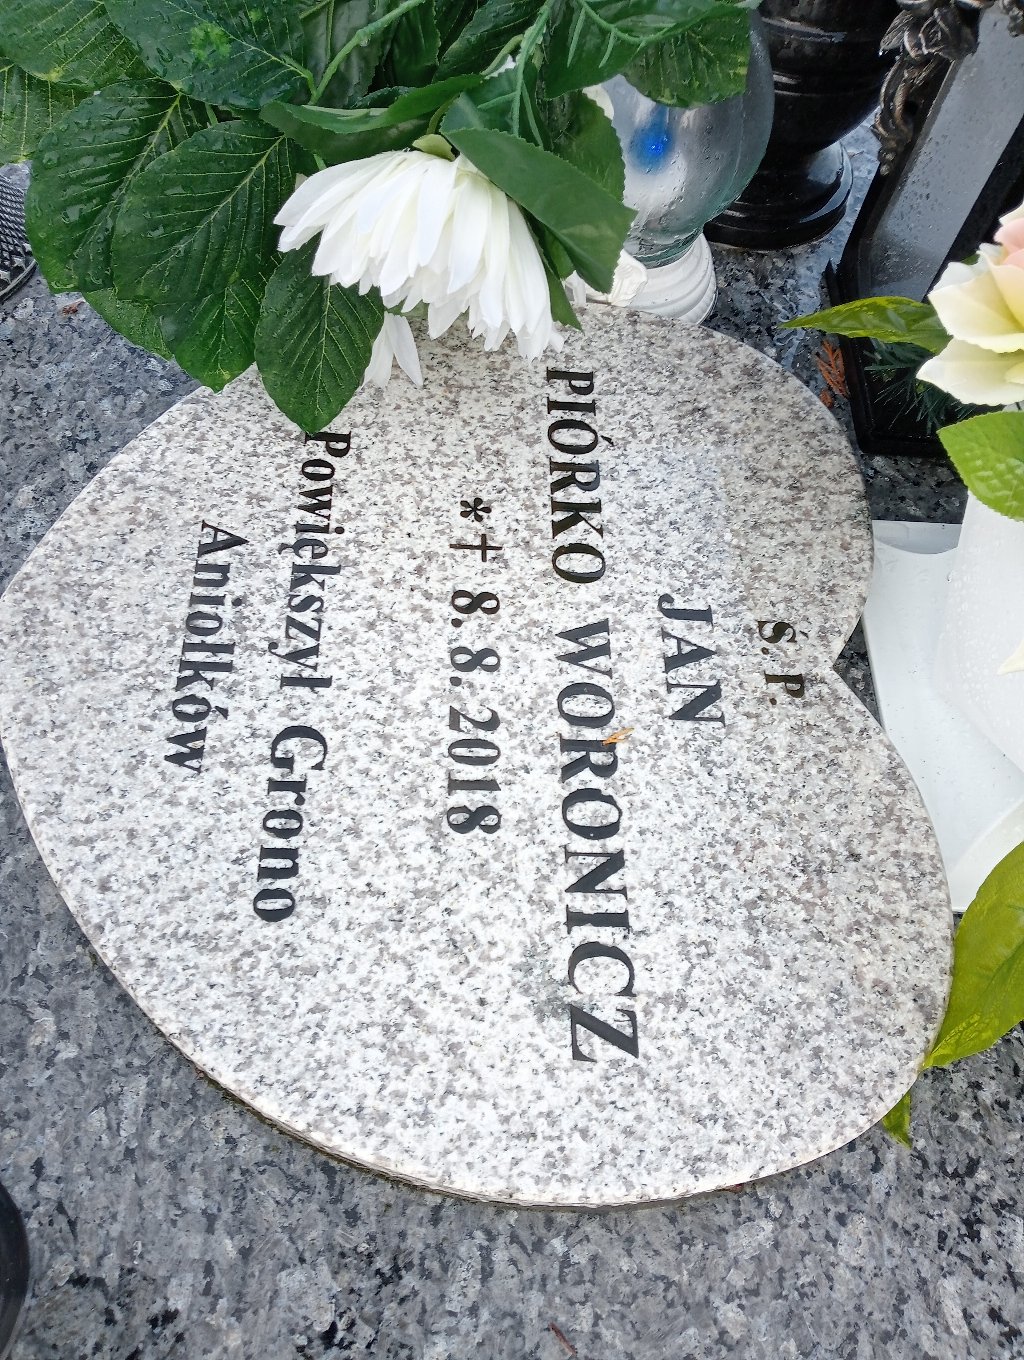 Ś.P
JAN
PIÓRKO WORONICZ
*† 8.8.2018
Powiększył Grono
Aniołków